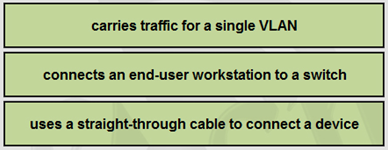 carries traffic for a single VLAN
connects an end-user workstation to a switch
uses a straight-through cable to connect a device